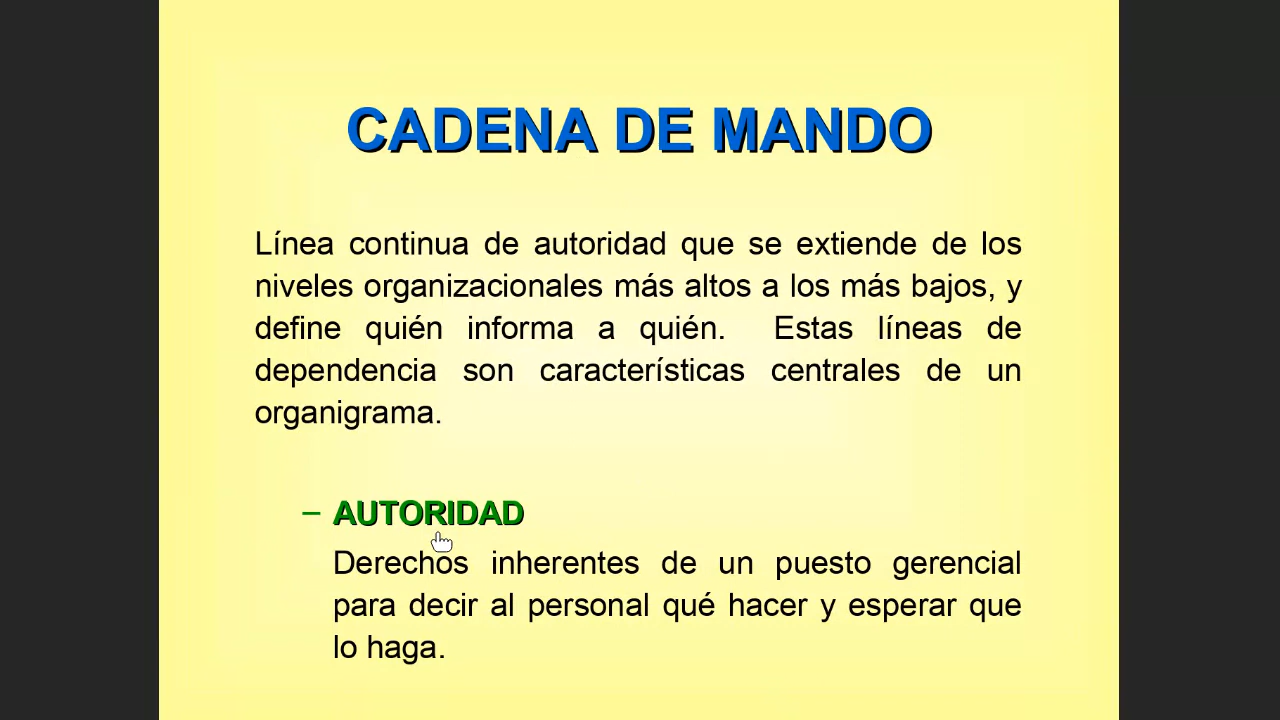 CADENA DE MANDO
Línea continua de autoridad que se extiende de los
niveles organizacionales más altos a los más bajos, y
define quién informa a quién. Estas líneas de
dependencia son características centrales de un
organigrama.
– AUTORIDAD
Derechos inherentes de un puesto gerencial
para decir al personal qué hacer y esperar que
lo haga.